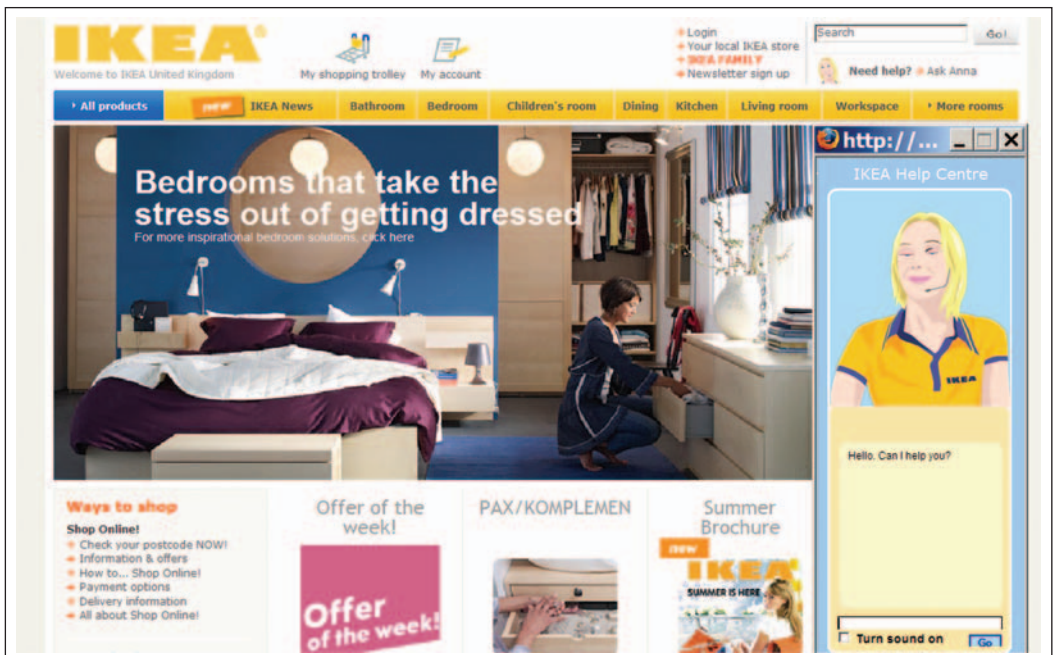 IKEA®
Welcome to IKEA United Kingdom
My shopping trolley
My account
Login
Your local IKEA store
IKEA FAMILY
Newsletter sign up
Search
Go!
Need help? Ask Anna
All products
new IKEA News
Bathroom
Bedroom
Children's room
Dining
Kitchen
Living room
Workspace
More rooms
Bedrooms that take the
stress out of getting dressed
For more inspirational bedroom solutions, click here
http:// ...
IKEA Help Centre
IKEA
Hello. Can I help you?
Turn sound on
Go
Ways to shop
Shop Online!
Check your postcode NOW!
Information & offers
How to... Shop Online!
Payment options
Delivery information
All about Shop Online!
Offer of the
week!
Offer
of the week!
PAX/KOMPLEMEN
Summer
Brochure
new
IKEA
SUMMER IS HERE